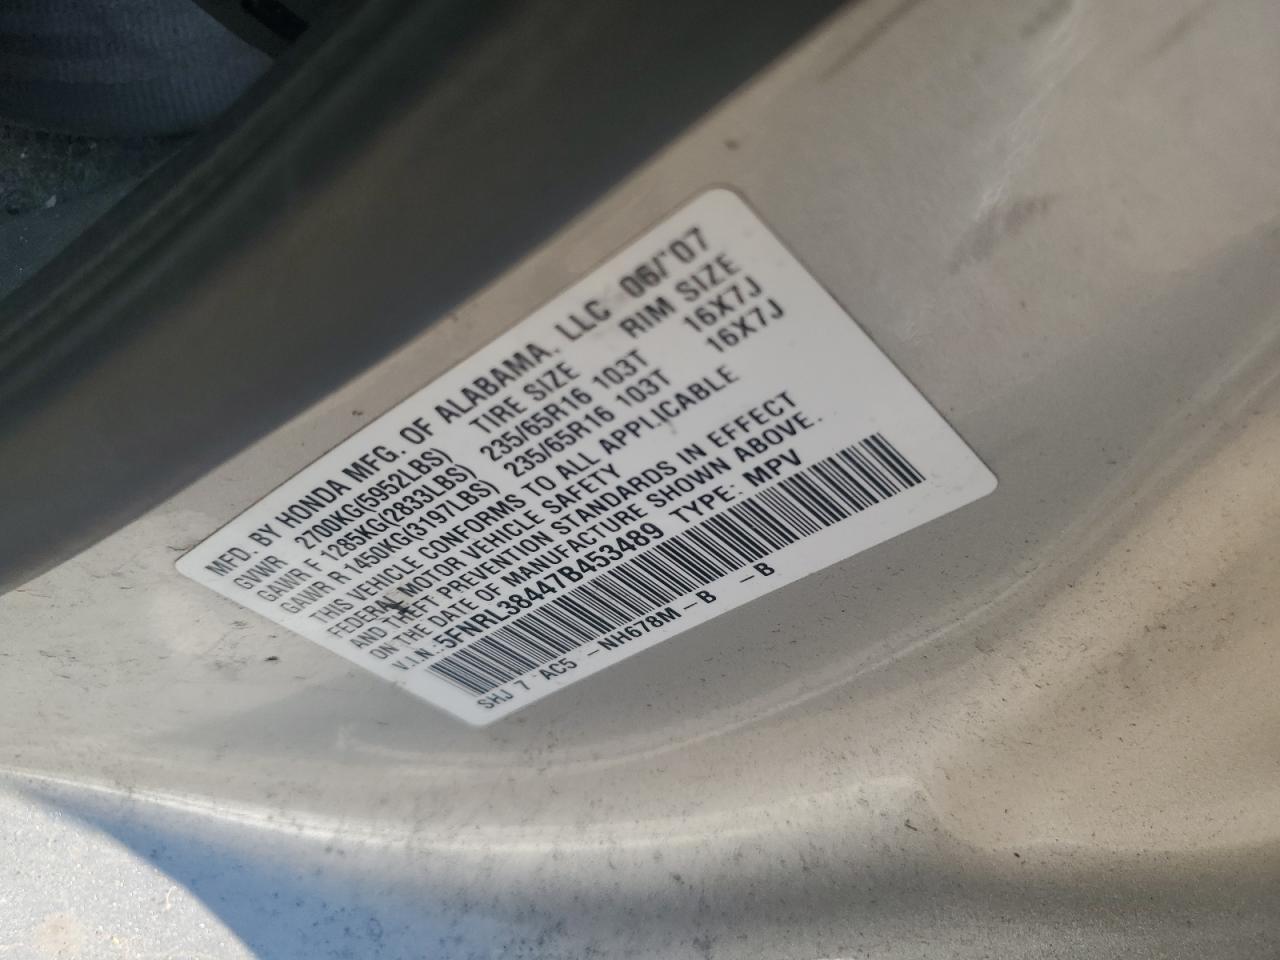 MFD. BY HONDA MFG. OF ALABAMA, LLC 06/'07
GVWR 2700KG(5952LBS) TIRE SIZE RIM SIZE
GAWR F 1285KG(2833LBS) 235/65R16 103T 16X7J
GAWR R 1450KG(3197LBS) 235/65R16 103T 16X7J
THIS VEHICLE CONFORMS TO ALL APPLICABLE
FEDERAL MOTOR VEHICLE SAFETY
AND THEFT PREVENTION STANDARDS IN EFFECT
ON THE DATE OF MANUFACTURE SHOWN ABOVE.
V.I.N.:5FNRL38447B453489 TYPE: MPV
SHJ 7 AC5 -NH678M-B -B